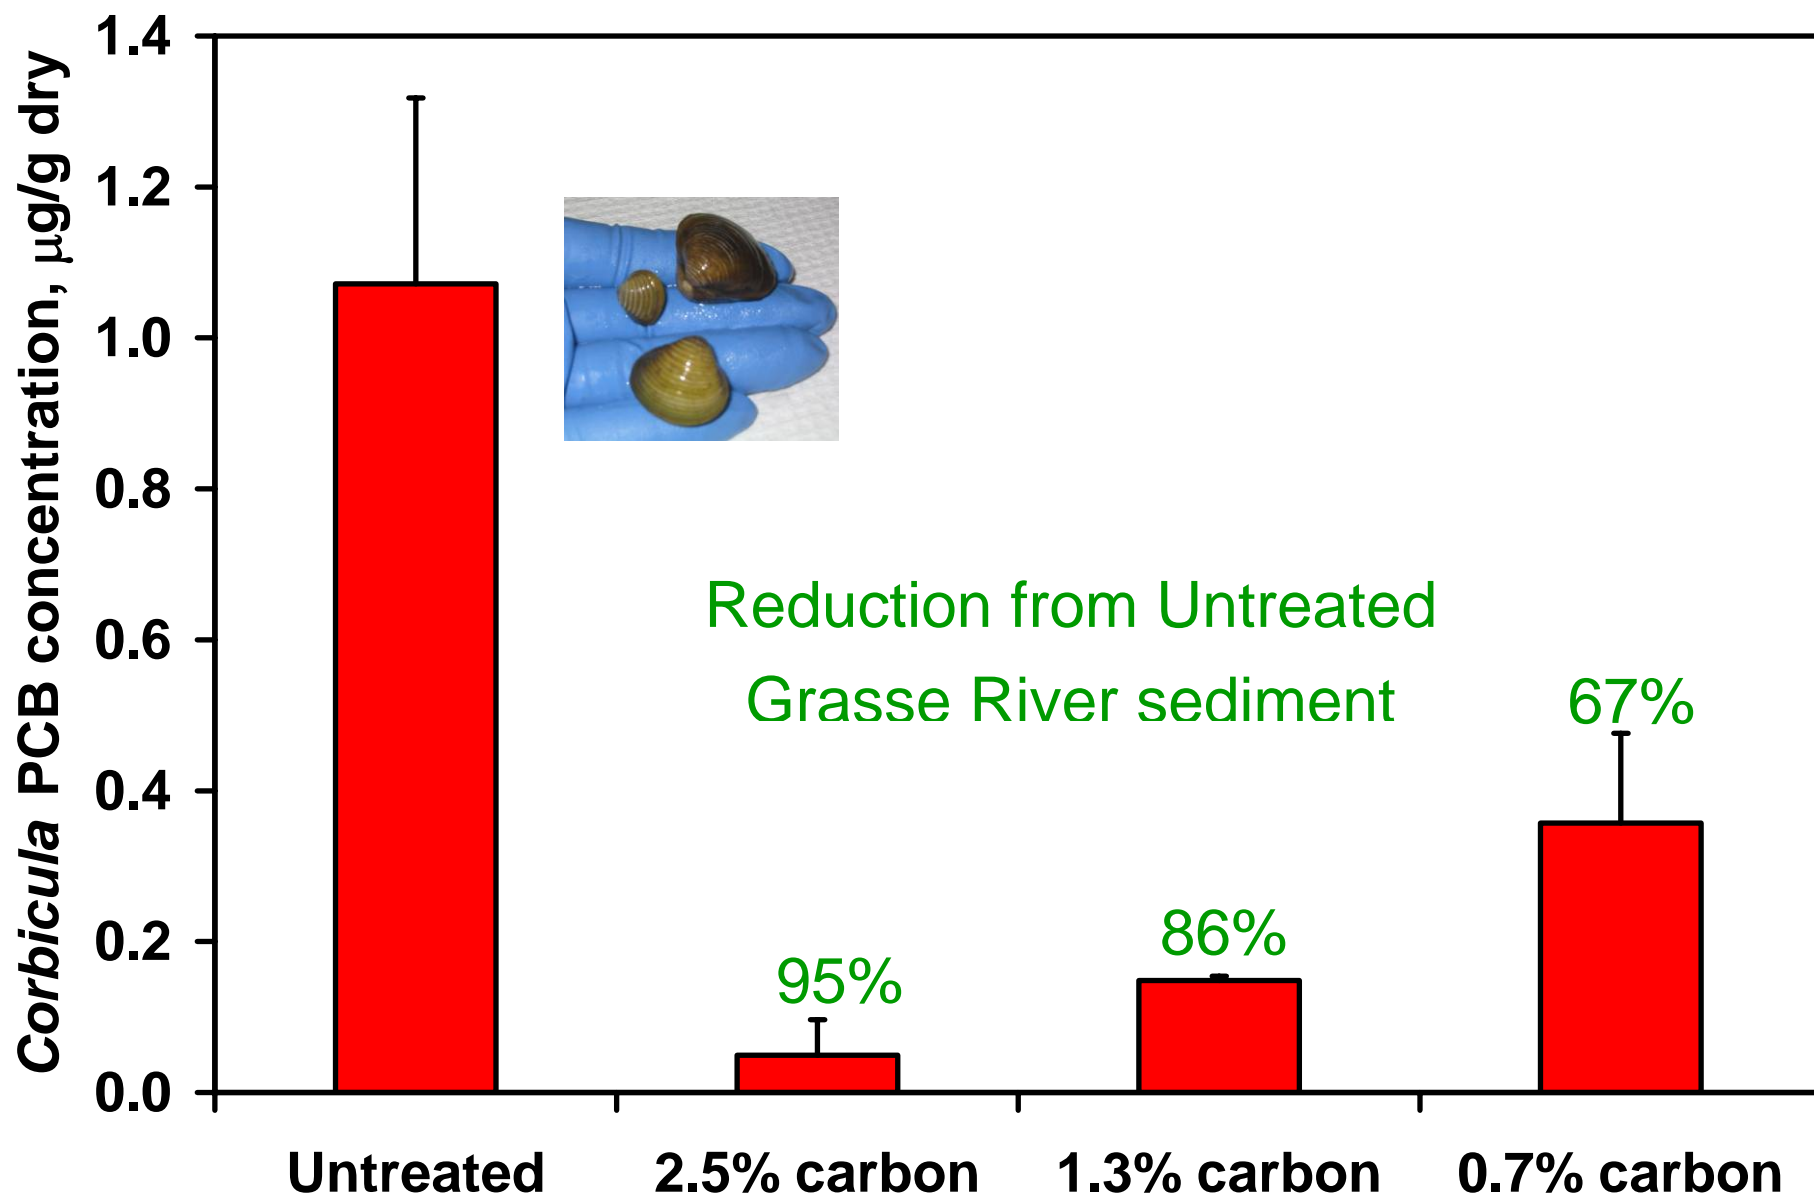 Corbicula PCB concentration, μg/g dry
1.4
1.2
1.0
0.8
0.6
0.4
0.2
0.0
Reduction from Untreated
Grasse River sediment
95%
86%
67%
Untreated
2.5% carbon
1.3% carbon
0.7% carbon